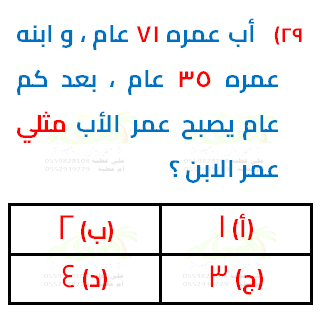 ٢٩) أب عمره ٧١ عام ، و ابنه
عمره ٣٥ عام ، بعد كم
عام يصبح عمر الأب مثلي
عمر الابن ؟
(أ) ١
(ب) ٢
(ج) ٣
(د) ٤